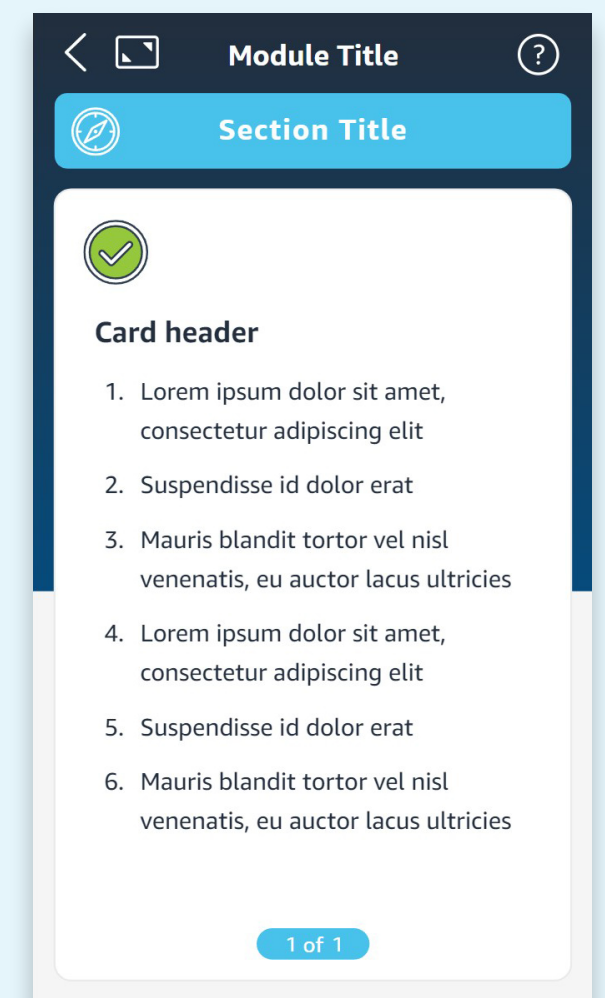 Module Title
?
Section Title
Card header
1. Lorem ipsum dolor sit amet,
consectetur adipiscing elit
2. Suspendisse id dolor erat
3. Mauris blandit tortor vel nisl
venenatis, eu auctor lacus ultricies
4. Lorem ipsum dolor sit amet,
consectetur adipiscing elit
5. Suspendisse id dolor erat
6. Mauris blandit tortor vel nisl
venenatis, eu auctor lacus ultricies
1 of 1